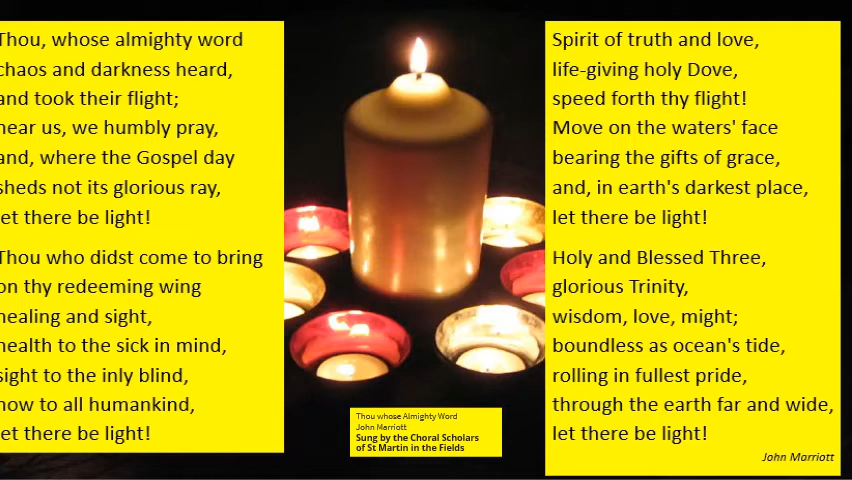 Thou, whose almighty word
chaos and darkness heard,
and took their flight;
hear us, we humbly pray,
and, where the Gospel day
sheds not its glorious ray,
let there be light!
Thou who didst come to bring
on thy redeeming wing
healing and sight,
health to the sick in mind,
sight to the inly blind,
now to all humankind,
let there be light!
Thou whose Almighty Word
John Marriott
Sung by the Choral Scholars
of St Martin in the Fields
Spirit of truth and love,
life-giving holy Dove,
speed forth thy flight!
Move on the waters' face
bearing the gifts of grace,
and, in earth's darkest place,
let there be light!
Holy and Blessed Three,
glorious Trinity,
wisdom, love, might;
boundless as ocean's tide,
rolling in fullest pride,
through the earth far and wide,
let there be light!
John Marriott